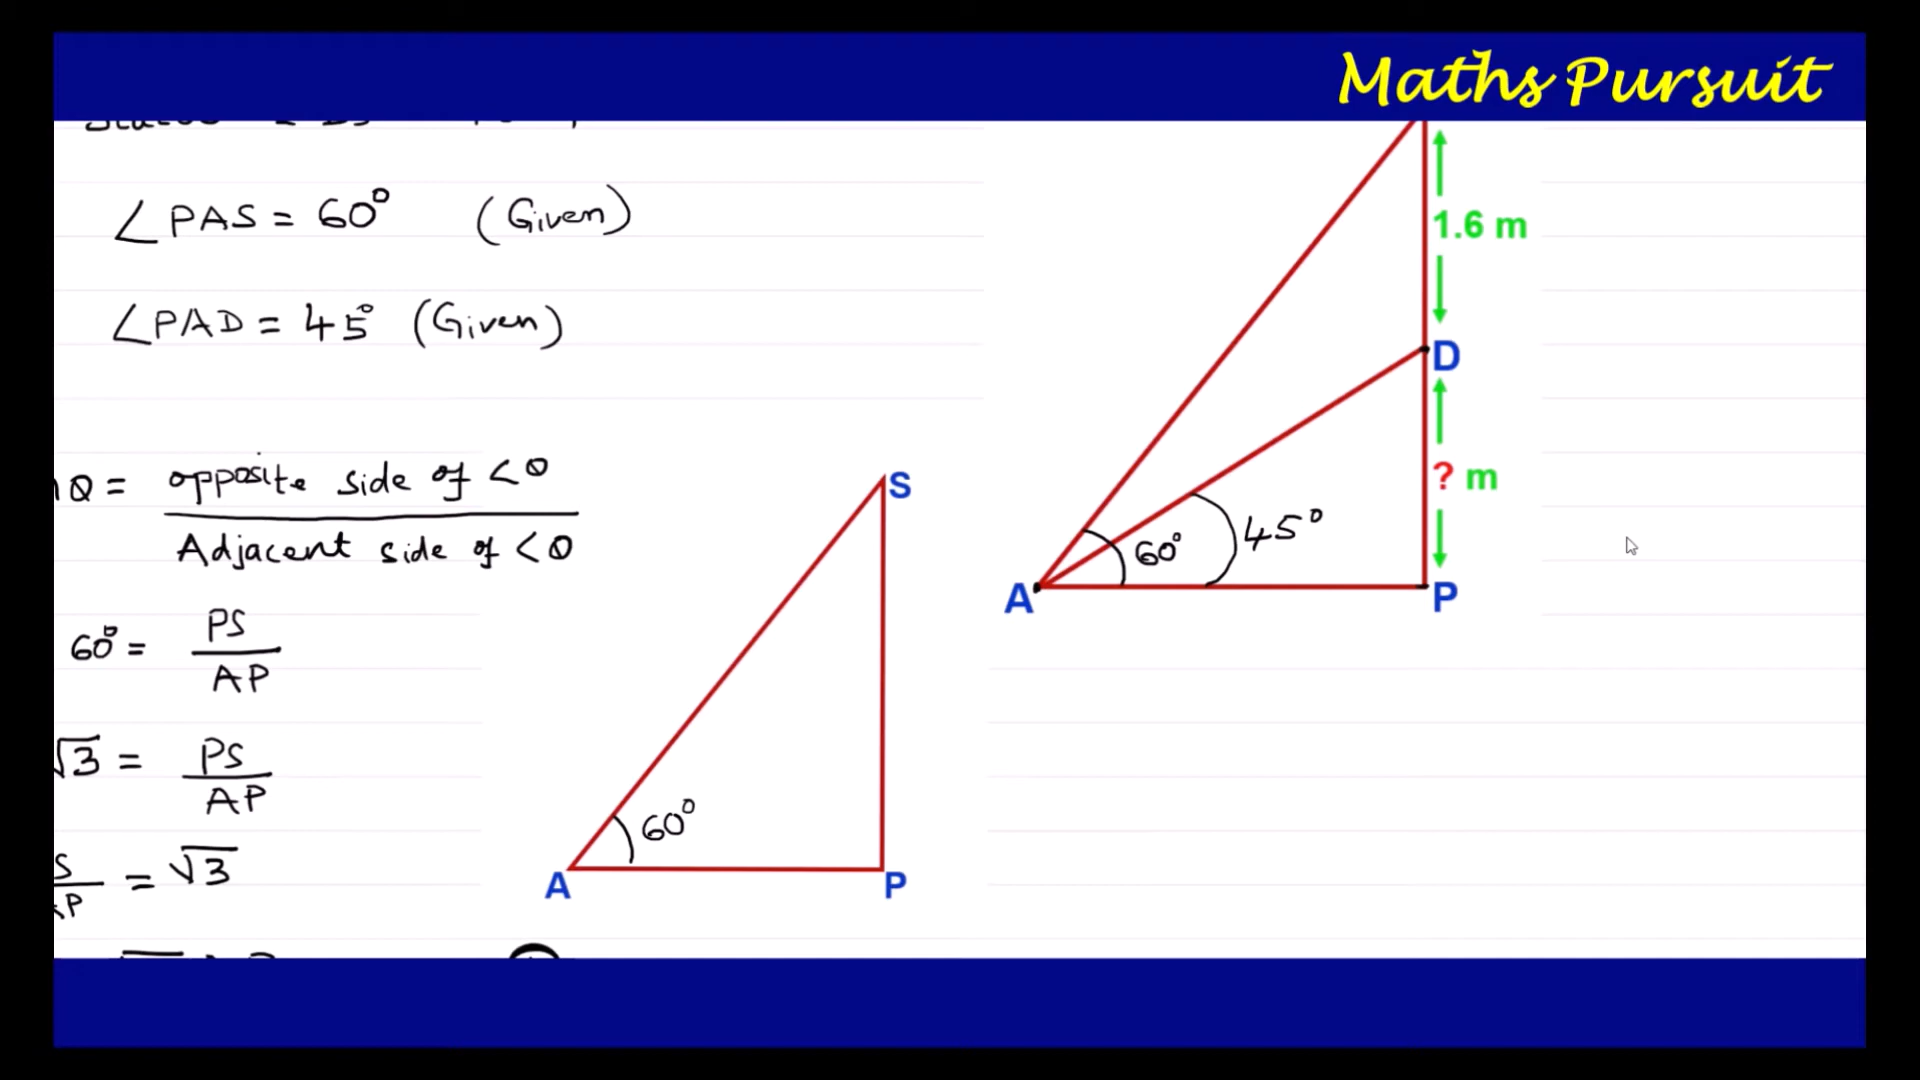 Maths Pursuit
∠PAS = 60° (Given)
∠PAD = 45° (Given)
θ = opposite side of <θ
Adjacent side of <θ
60° = PS
AP
√3 = PS
AP
S = √3
P
S
60°
A
P
1.6 m
D
? m
60°
45°
A
P